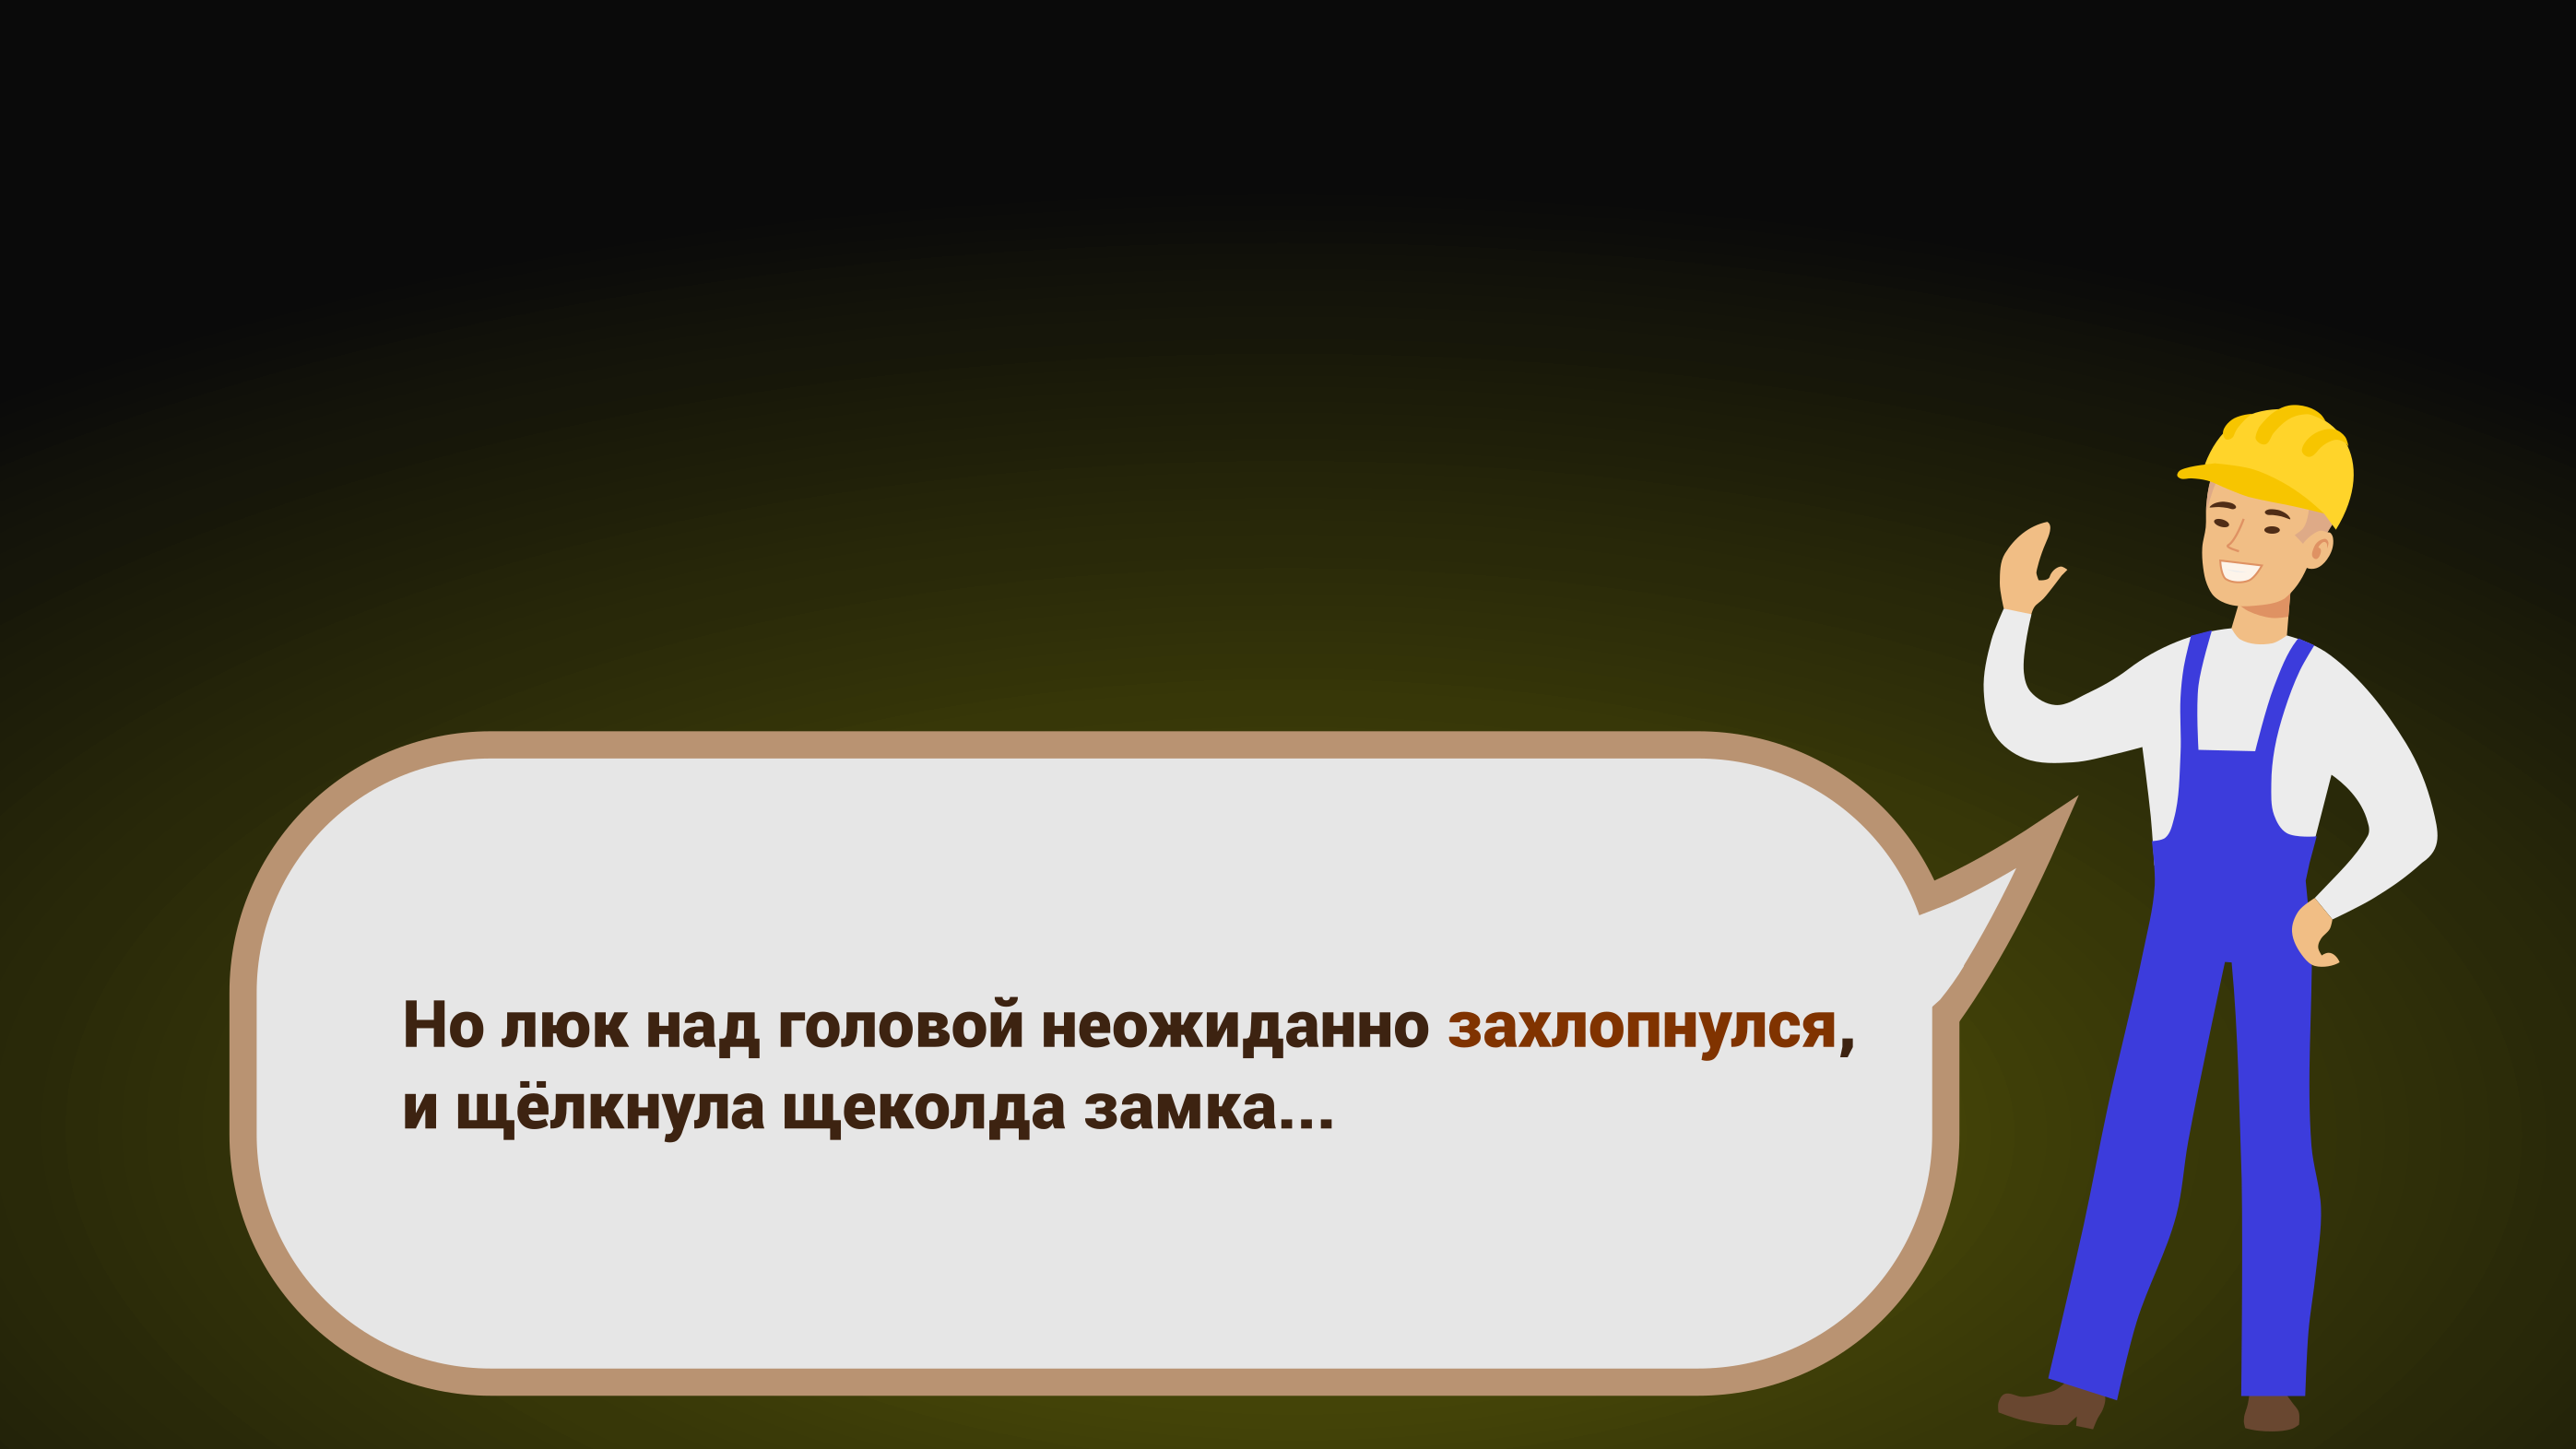 Но люк над головой неожиданно захлопнулся,
и щёлкнула щеколда замка...